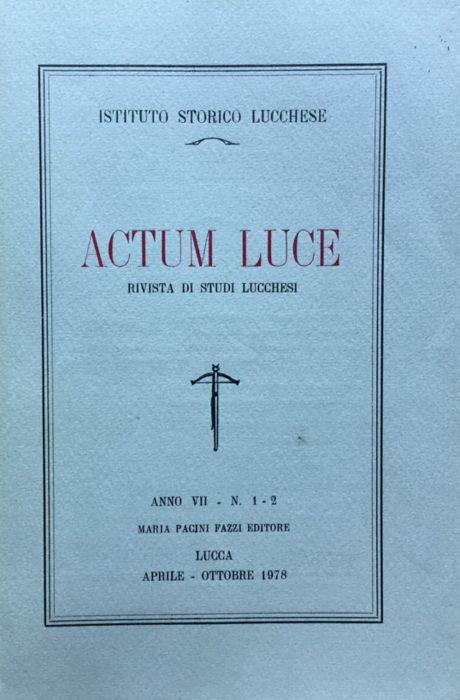 ISTITUTO STORICO LUCCHESE
ACTUM LUCE
RIVISTA DI STUDI LUCCHESI
ANNO VII - N. 1 - 2
MARIA PACINI FAZZI EDITORE
LUCCA
APRILE - OTTOBRE 1978